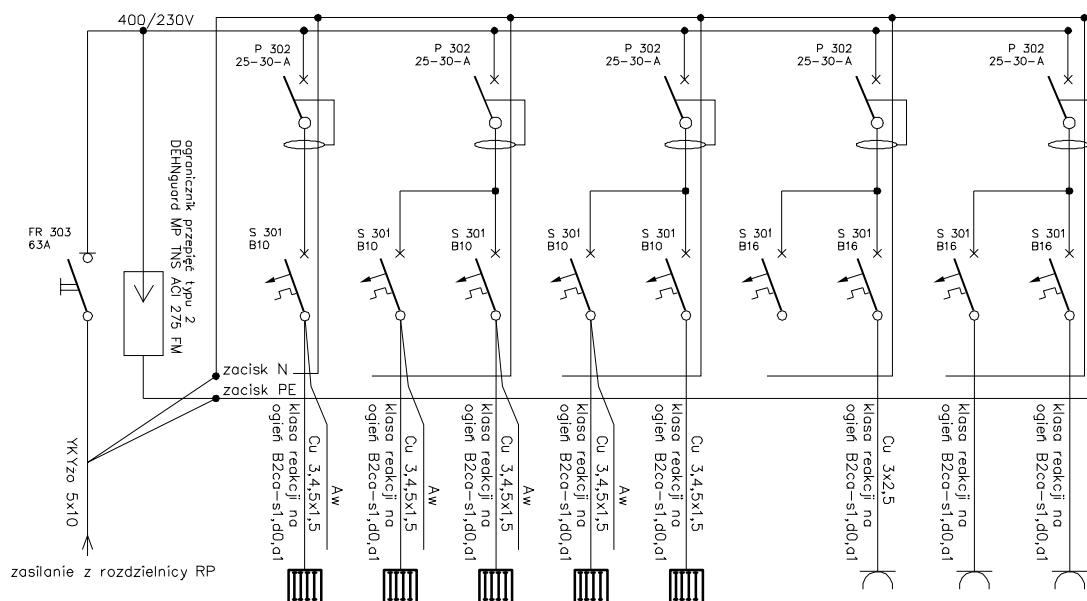 400/230V
P 302
25-30-A
P 302
25-30-A
P 302
25-30-A
P 302
25-30-A
P 302
25-30-A
ogranicznik przepięć typu 2
DEHNguard MP TNS ACI 275 FM
FR 303
63A
S 301
B10
S 301
B10
S 301
B10
S 301
B10
S 301
B10
S 301
B16
S 301
B16
S 301
B16
S 301
B16
zacisk N
zacisk PE
YKYżo 5x10
zasilanie z rozdzielnicy RP
Aw
Cu 3,4,5x1,5
klasa reakcji na
ogień B2ca-s1,d0,a1
Aw
Cu 3,4,5x1,5
klasa reakcji na
ogień B2ca-s1,d0,a1
Aw
Cu 3,4,5x1,5
klasa reakcji na
ogień B2ca-s1,d0,a1
Aw
Cu 3,4,5x1,5
klasa reakcji na
ogień B2ca-s1,d0,a1
Cu 3,4,5x1,5
klasa reakcji na
ogień B2ca-s1,d0,a1
Cu 3x2,5
klasa reakcji na
ogień B2ca-s1,d0,a1
klasa reakcji na
ogień B2ca-s1,d0,a1
klasa reakcji na
ogień B2ca-s1,d0,a1